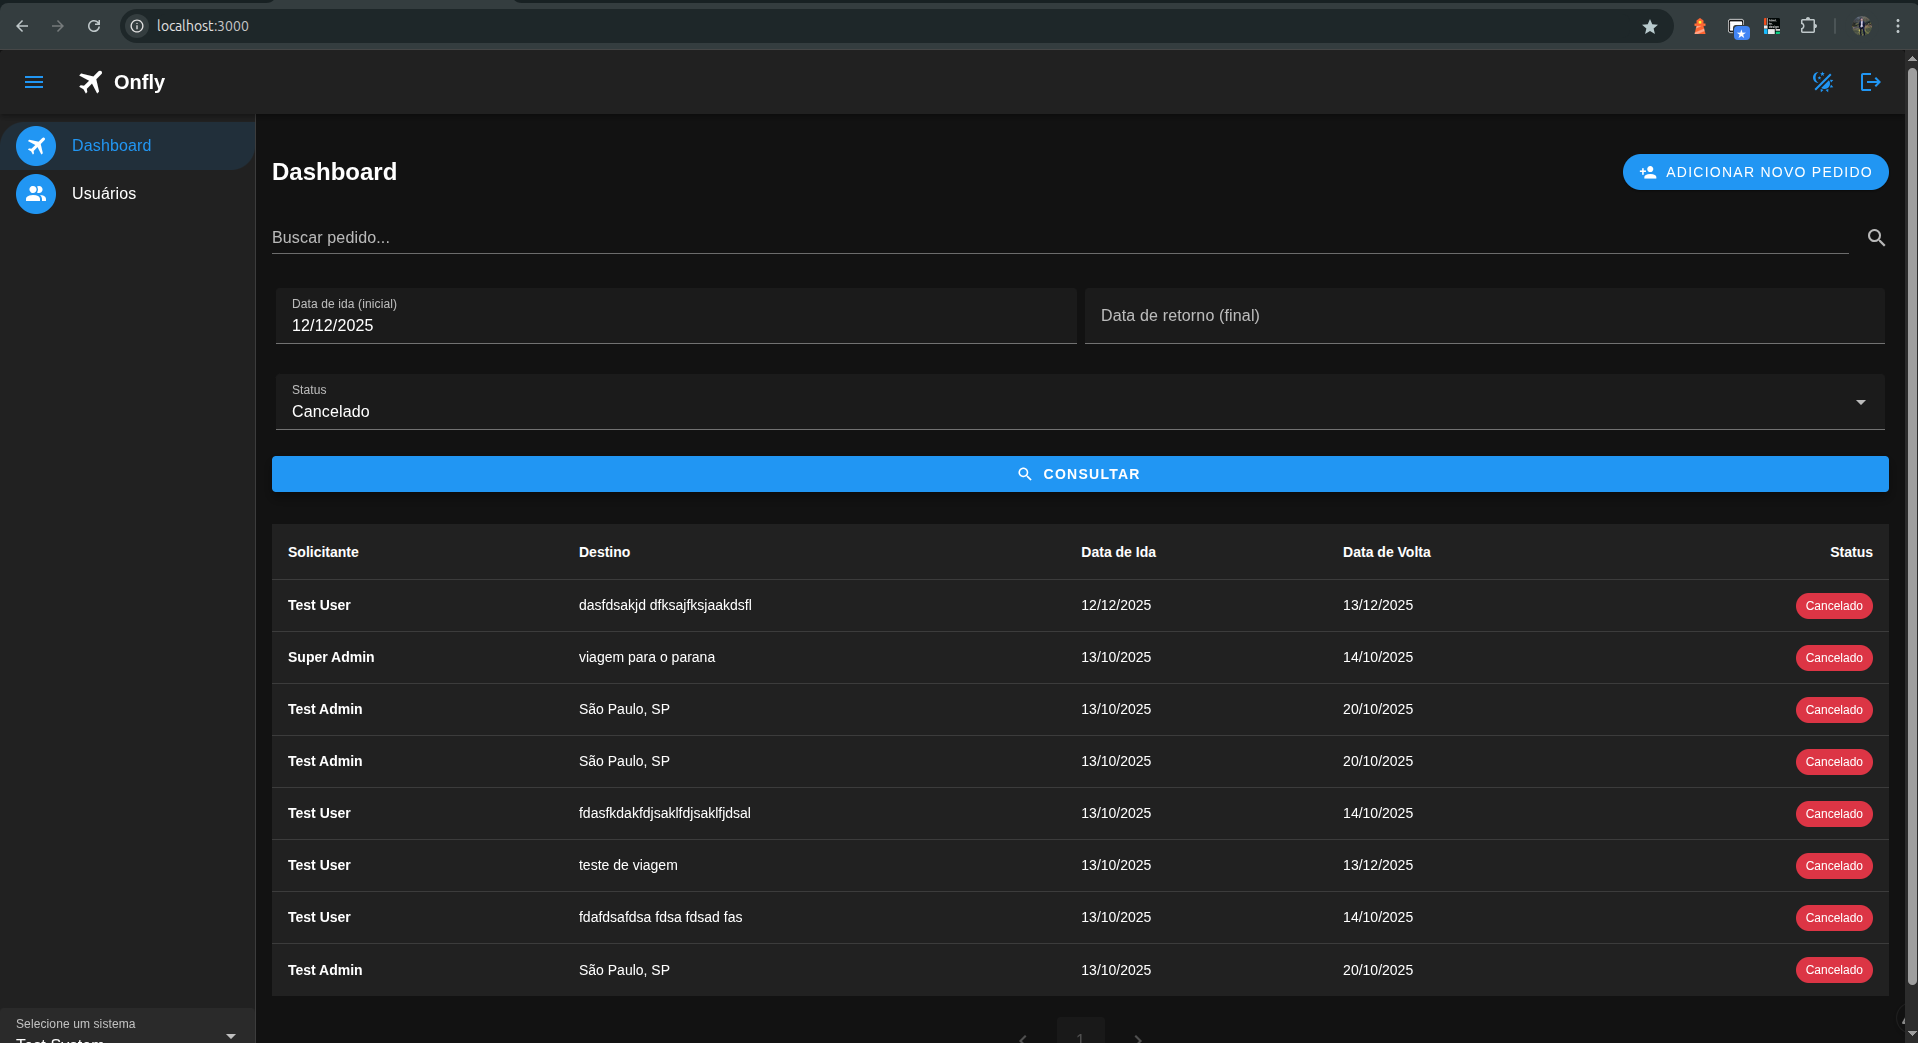 localhost:3000
Onfly
Dashboard
Usuários
Dashboard
ADICIONAR NOVO PEDIDO
Buscar pedido...
Data de ida (inicial)
12/12/2025
Data de retorno (final)
Status
Cancelado
CONSULTAR
Solicitante Destino Data de Ida Data de Volta Status
Test User dasfdsakjd dfksajfksjaakdsfl 12/12/2025 13/12/2025 Cancelado
Super Admin viagem para o parana 13/10/2025 14/10/2025 Cancelado
Test Admin São Paulo, SP 13/10/2025 20/10/2025 Cancelado
Test Admin São Paulo, SP 13/10/2025 20/10/2025 Cancelado
Test User fdasfkdakfdjsaklfdjsaklfjdsal 13/10/2025 14/10/2025 Cancelado
Test User teste de viagem 13/10/2025 13/12/2025 Cancelado
Test User fdafdsafdsa fdsa fdsad fas 13/10/2025 14/10/2025 Cancelado
Test Admin São Paulo, SP 13/10/2025 20/10/2025 Cancelado
Selecione um sistema
Test System
1